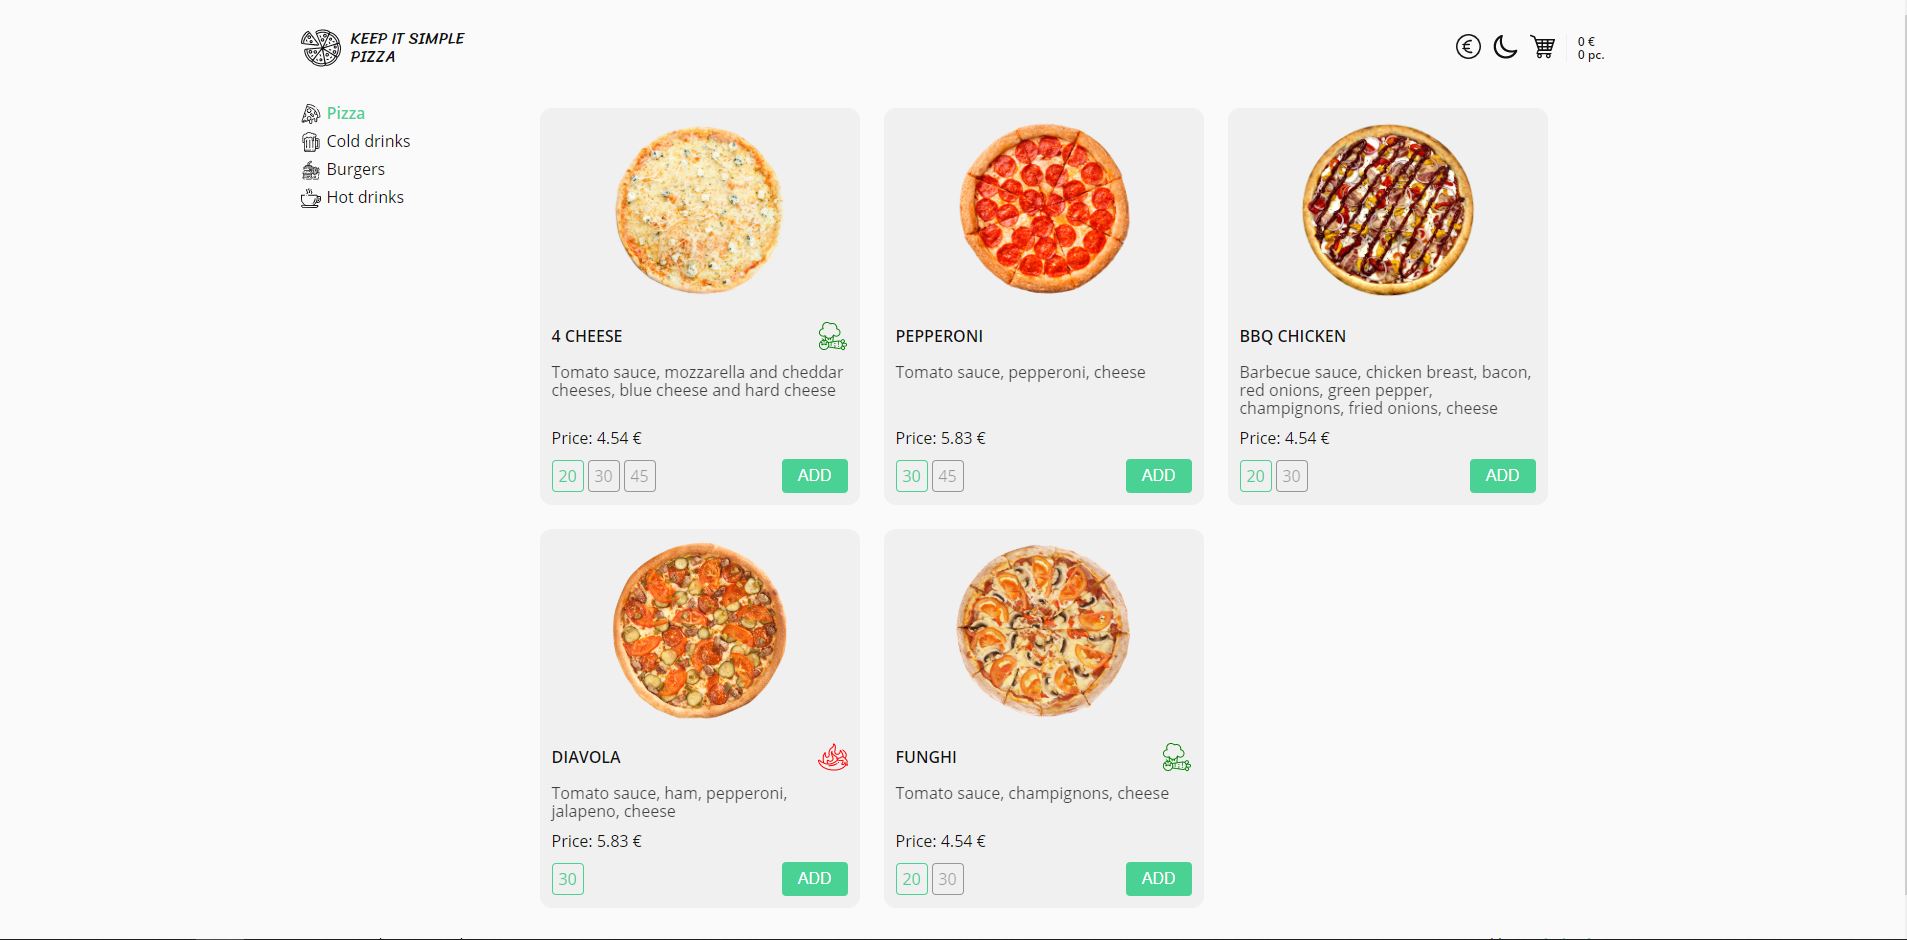 KEEP IT SIMPLE
PIZZA
0 €
0 pc.
Pizza
Cold drinks
Burgers
Hot drinks
4 CHEESE
Tomato sauce, mozzarella and cheddar
cheeses, blue cheese and hard cheese
Price: 4.54 €
20 30 45
ADD
PEPPERONI
Tomato sauce, pepperoni, cheese
Price: 5.83 €
30 45
ADD
BBQ CHICKEN
Barbecue sauce, chicken breast, bacon,
red onions, green pepper,
champignons, fried onions, cheese
Price: 4.54 €
20 30
ADD
DIAVOLA
Tomato sauce, ham, pepperoni,
jalapeno, cheese
Price: 5.83 €
30
ADD
FUNGHI
Tomato sauce, champignons, cheese
Price: 4.54 €
20 30
ADD